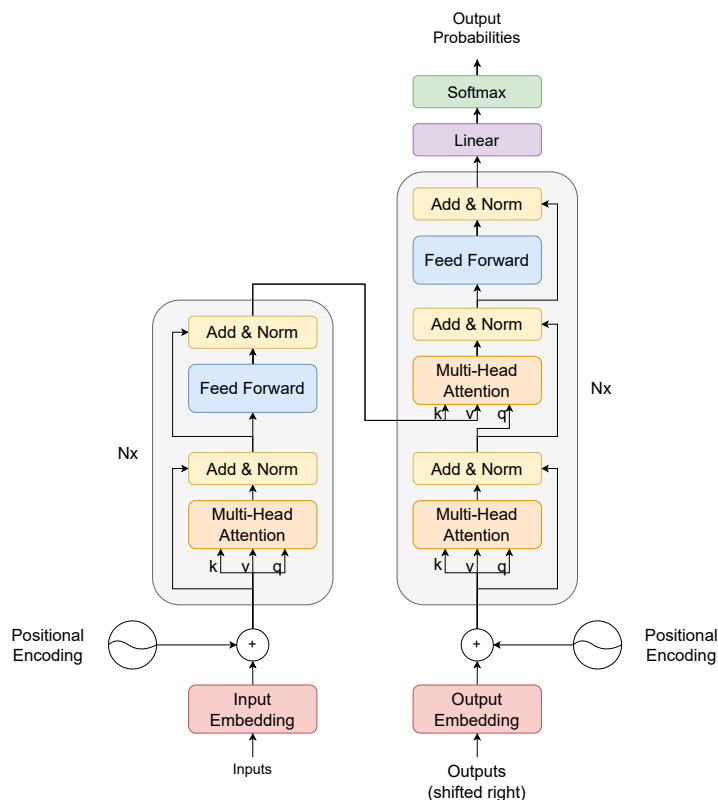 Output
Probabilities
Softmax
Linear
Add & Norm
Feed Forward
Add & Norm
Multi-Head
Attention
k v q
Nx
Add & Norm
Multi-Head
Attention
k v q
Add & Norm
Feed Forward
Nx
Add & Norm
Multi-Head
Attention
k v q
Positional
Encoding
+
+
Positional
Encoding
Input
Embedding
Output
Embedding
Inputs
Outputs
(shifted right)